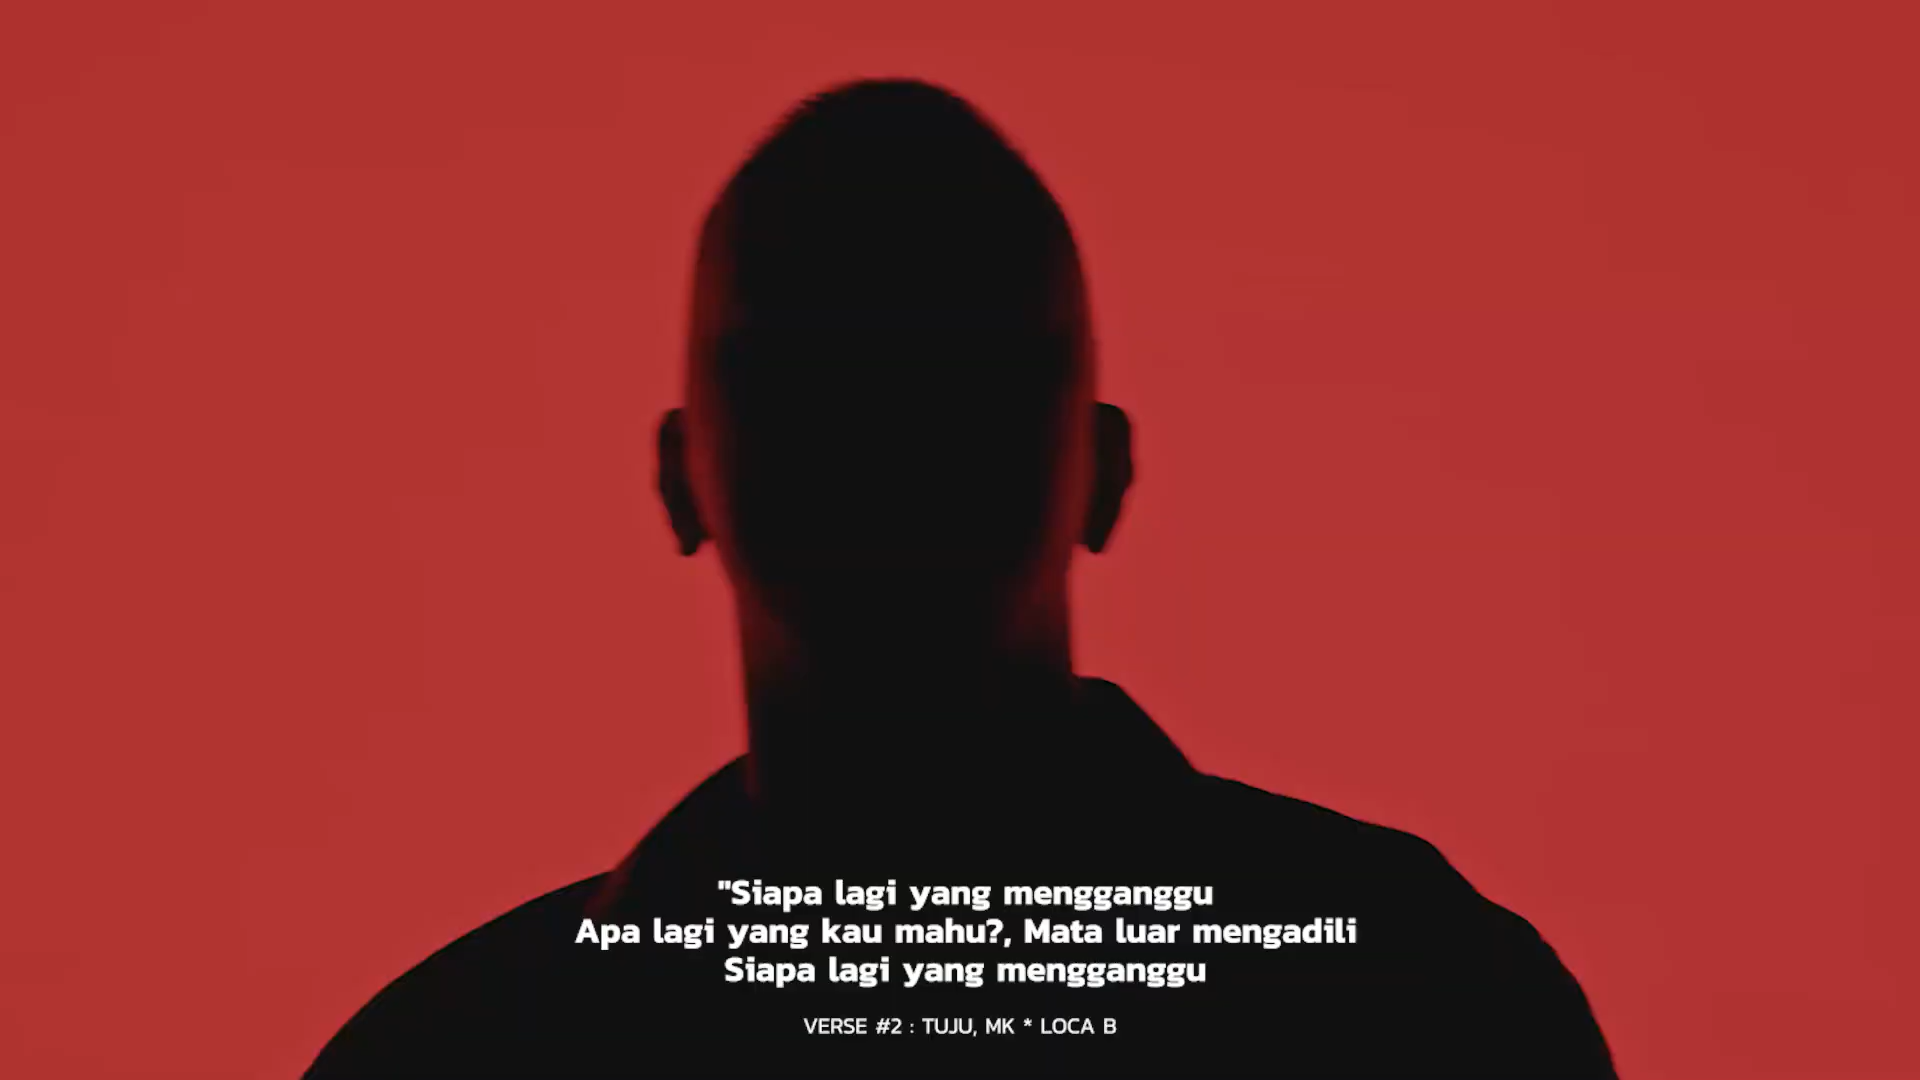 "Siapa lagi yang mengganggu
Apa lagi yang kau mahu?, Mata luar mengadili
Siapa lagi yang mengganggu
VERSE #2 : TUJU, MK * LOCA B